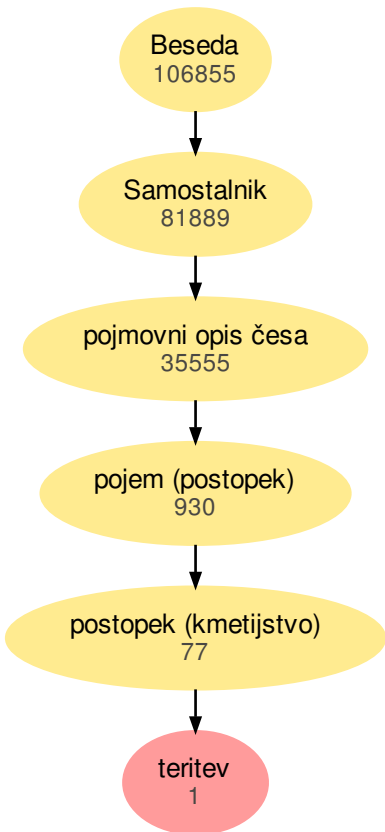 Beseda
106855
Samostalnik
81889
pojmovni opis česa
35555
pojem (postopek)
930
postopek (kmetijstvo)
77
teritev
1